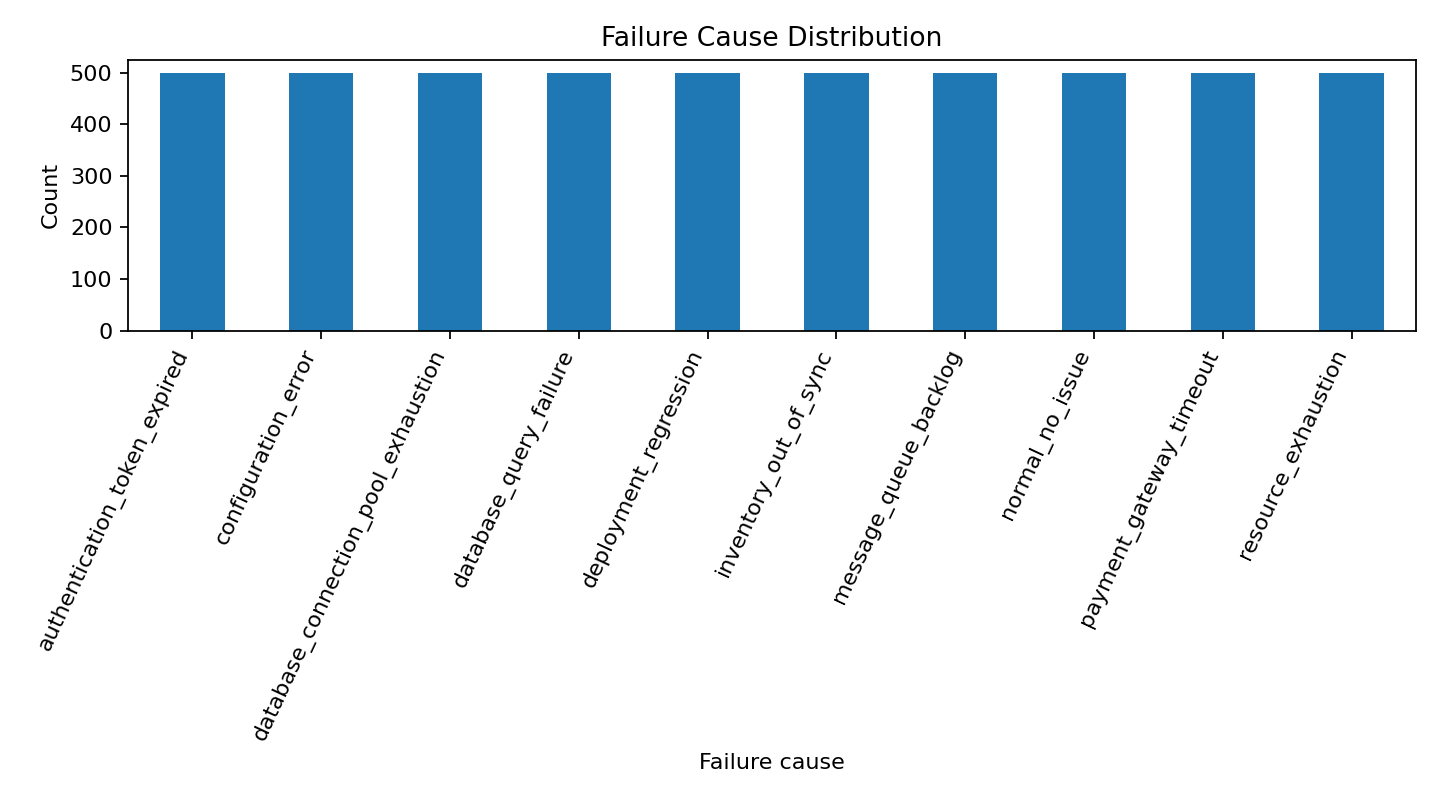 Failure Cause Distribution
Count
500
400
300
200
100
0
authentication_token_expired
configuration_error
database_connection_pool_exhaustion
database_query_failure
deployment_regression
inventory_out_of_sync
message_queue_backlog
normal_no_issue
payment_gateway_timeout
resource_exhaustion
Failure cause